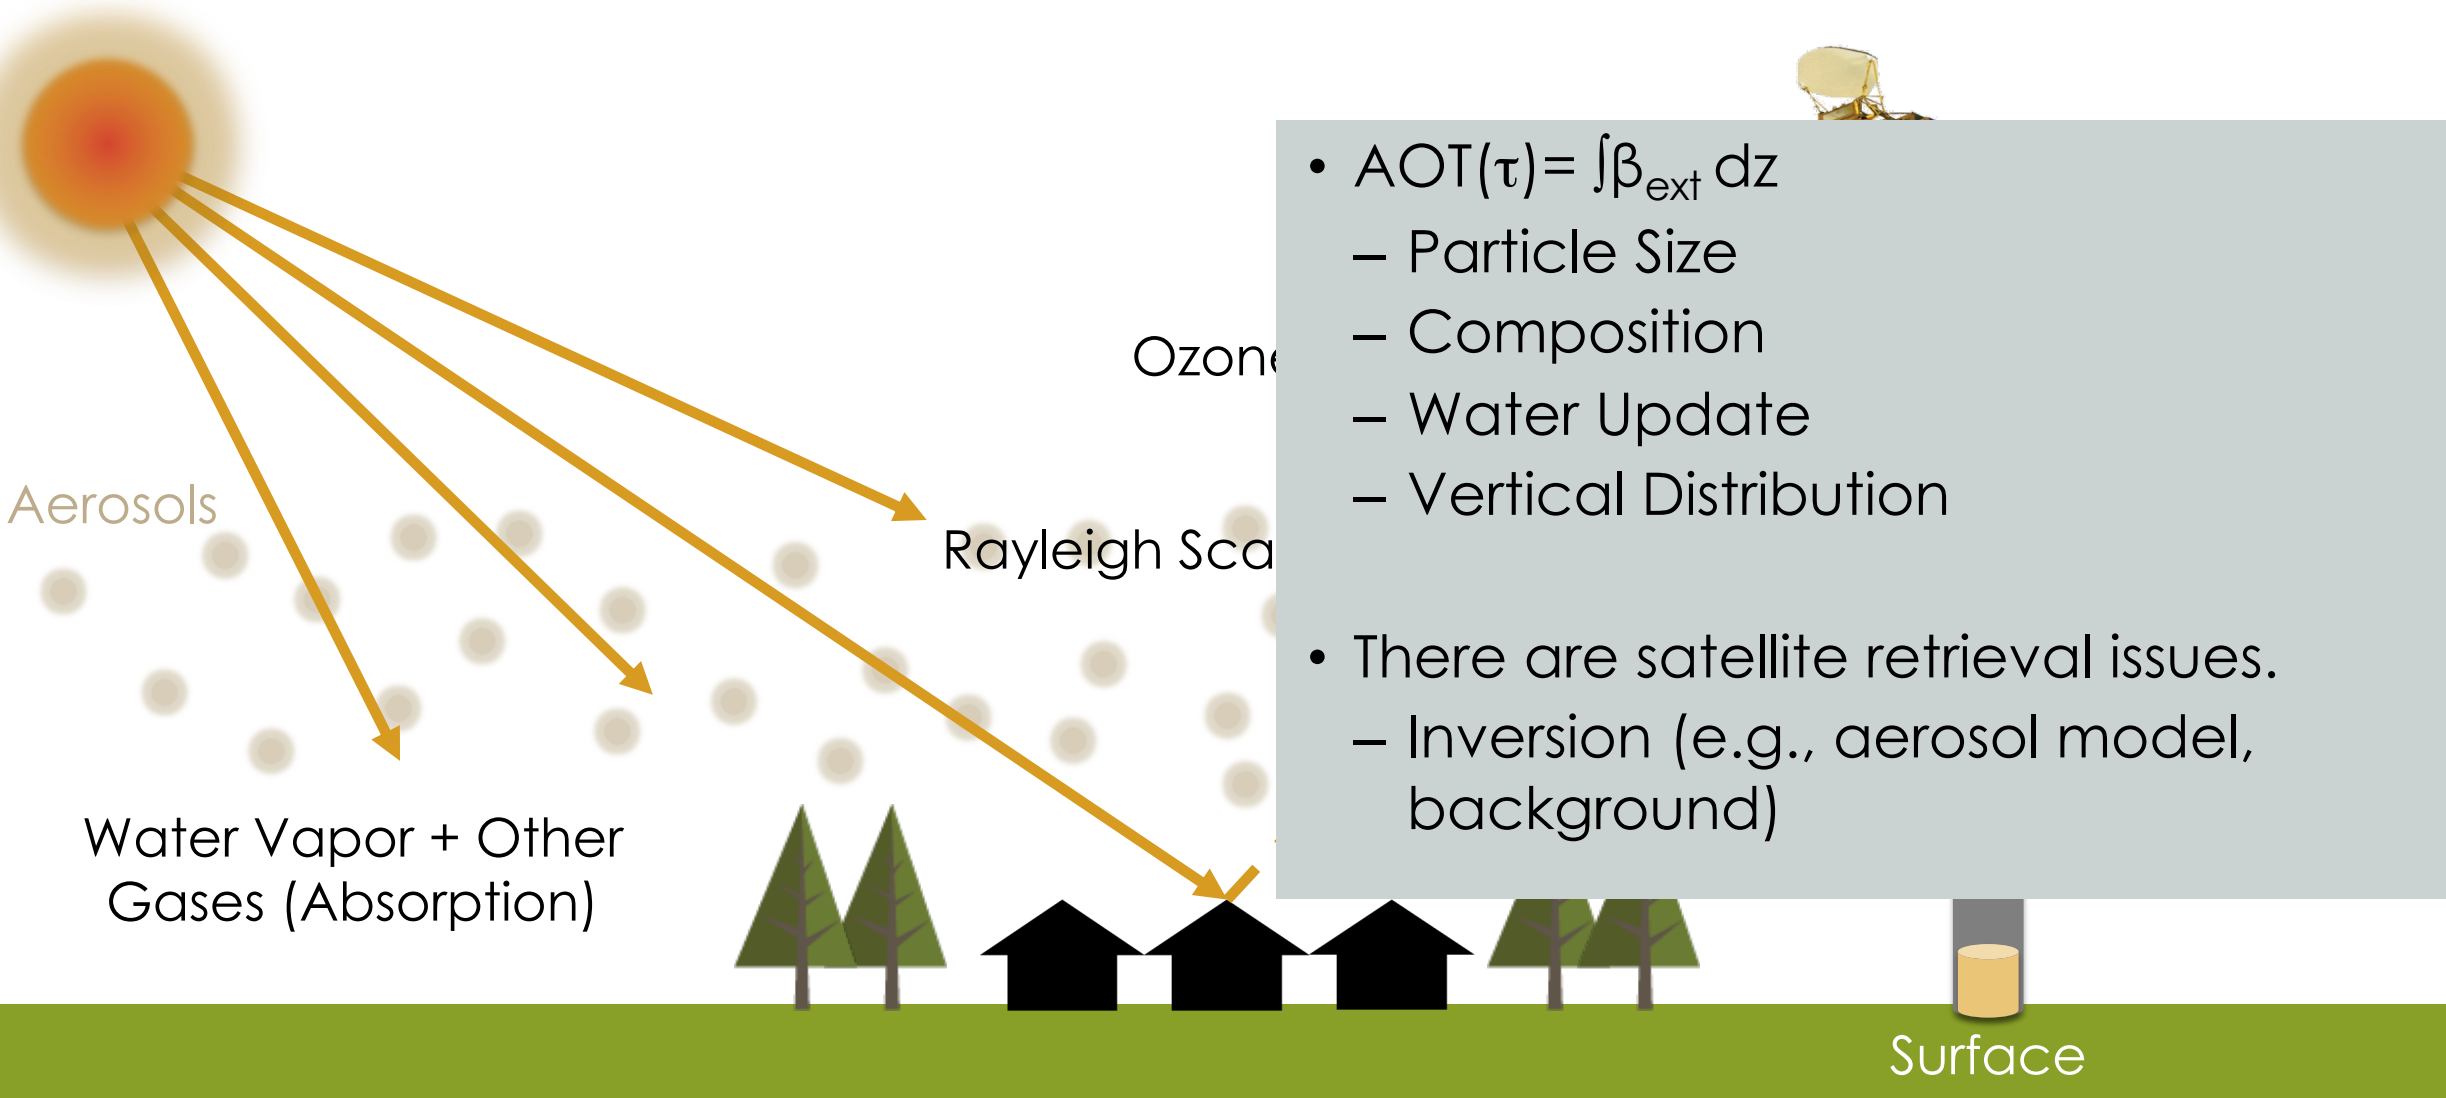 • AOT(τ)= ∫βext dz
– Particle Size
– Composition
– Water Update
– Vertical Distribution
• There are satellite retrieval issues.
– Inversion (e.g., aerosol model,
background)
Aerosols
Rayleigh
Water Vapor + Other
Gases (Absorption)
Surface